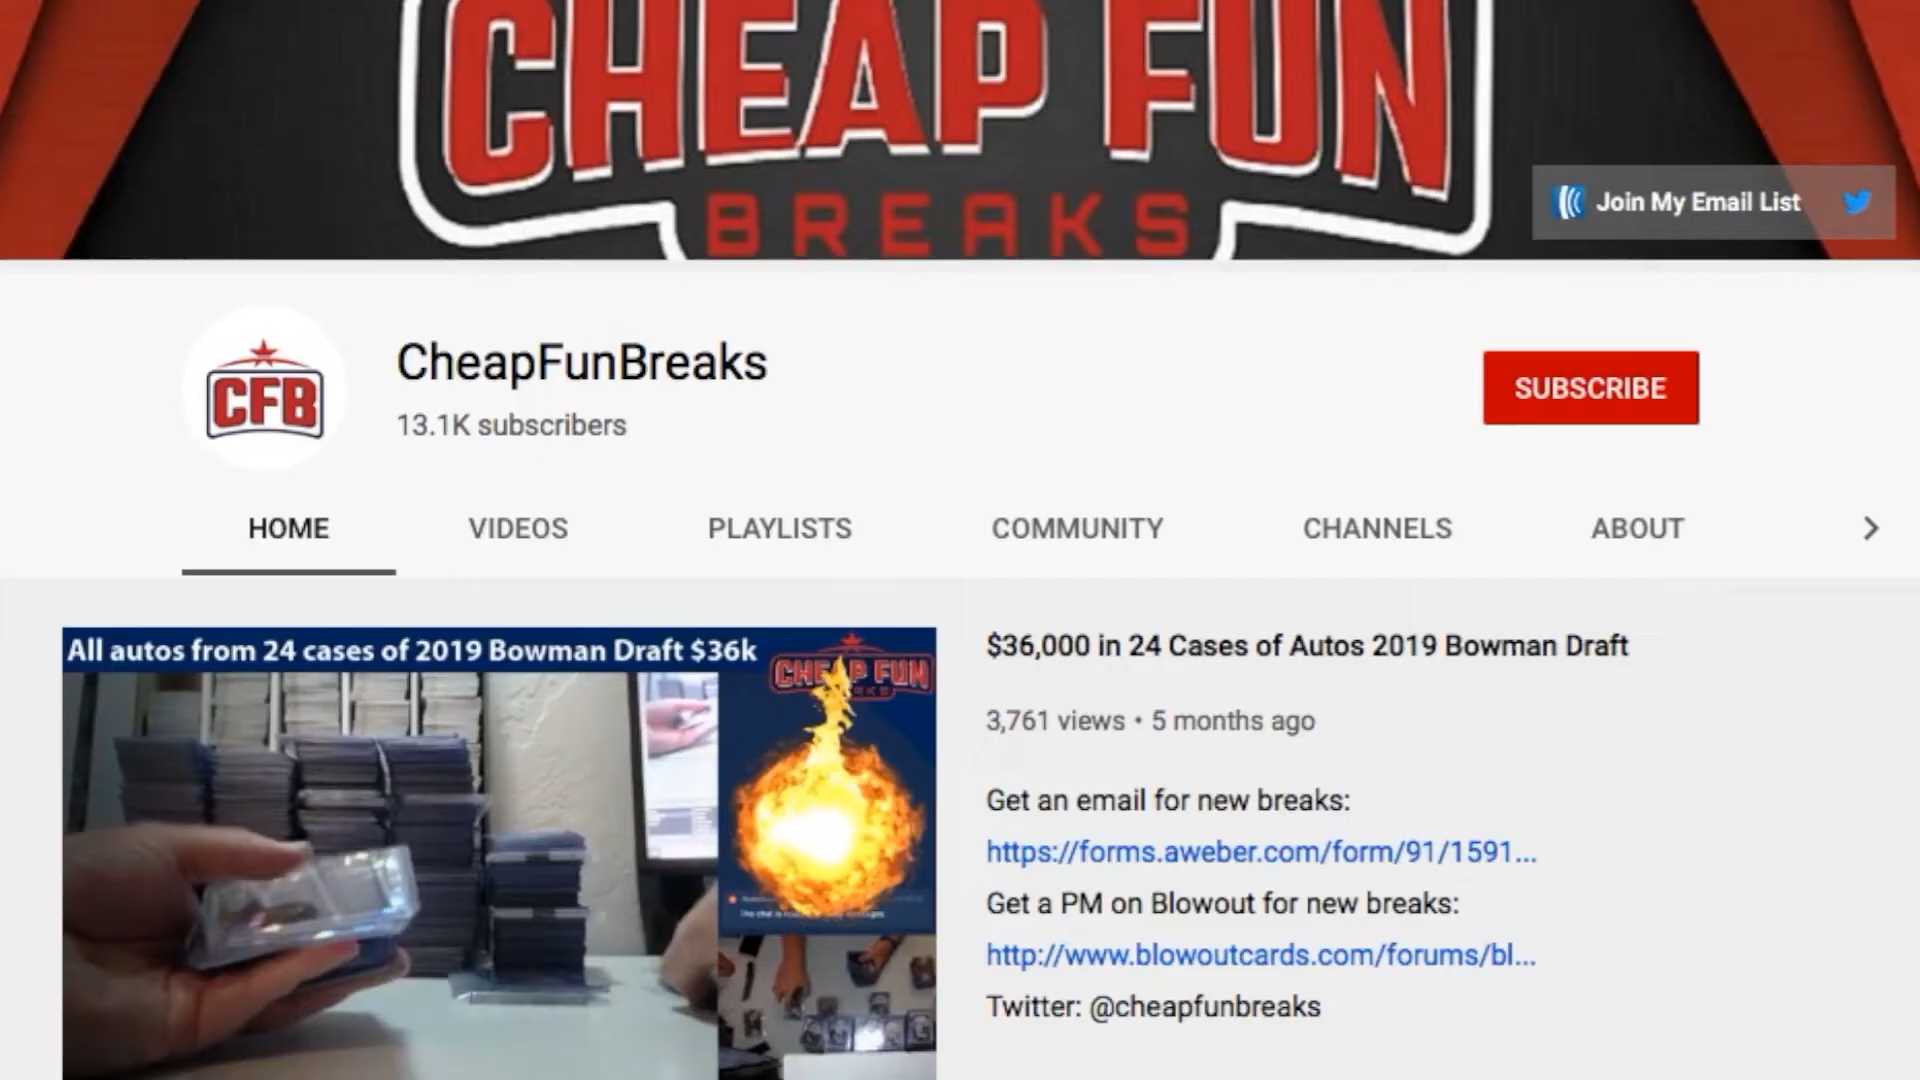 CHEAP FUN
BREAKS
Join My Email List
CFB
CheapFunBreaks
13.1K subscribers
SUBSCRIBE
HOME
VIDEOS
PLAYLISTS
COMMUNITY
CHANNELS
ABOUT
All autos from 24 cases of 2019 Bowman Draft $36k
CHEAP FUN
$36,000 in 24 Cases of Autos 2019 Bowman Draft
3,761 views • 5 months ago
Get an email for new breaks:
https://forms.aweber.com/form/91/1591...
Get a PM on Blowout for new breaks:
http://www.blowoutcards.com/forums/bl...
Twitter: @cheapfunbreaks